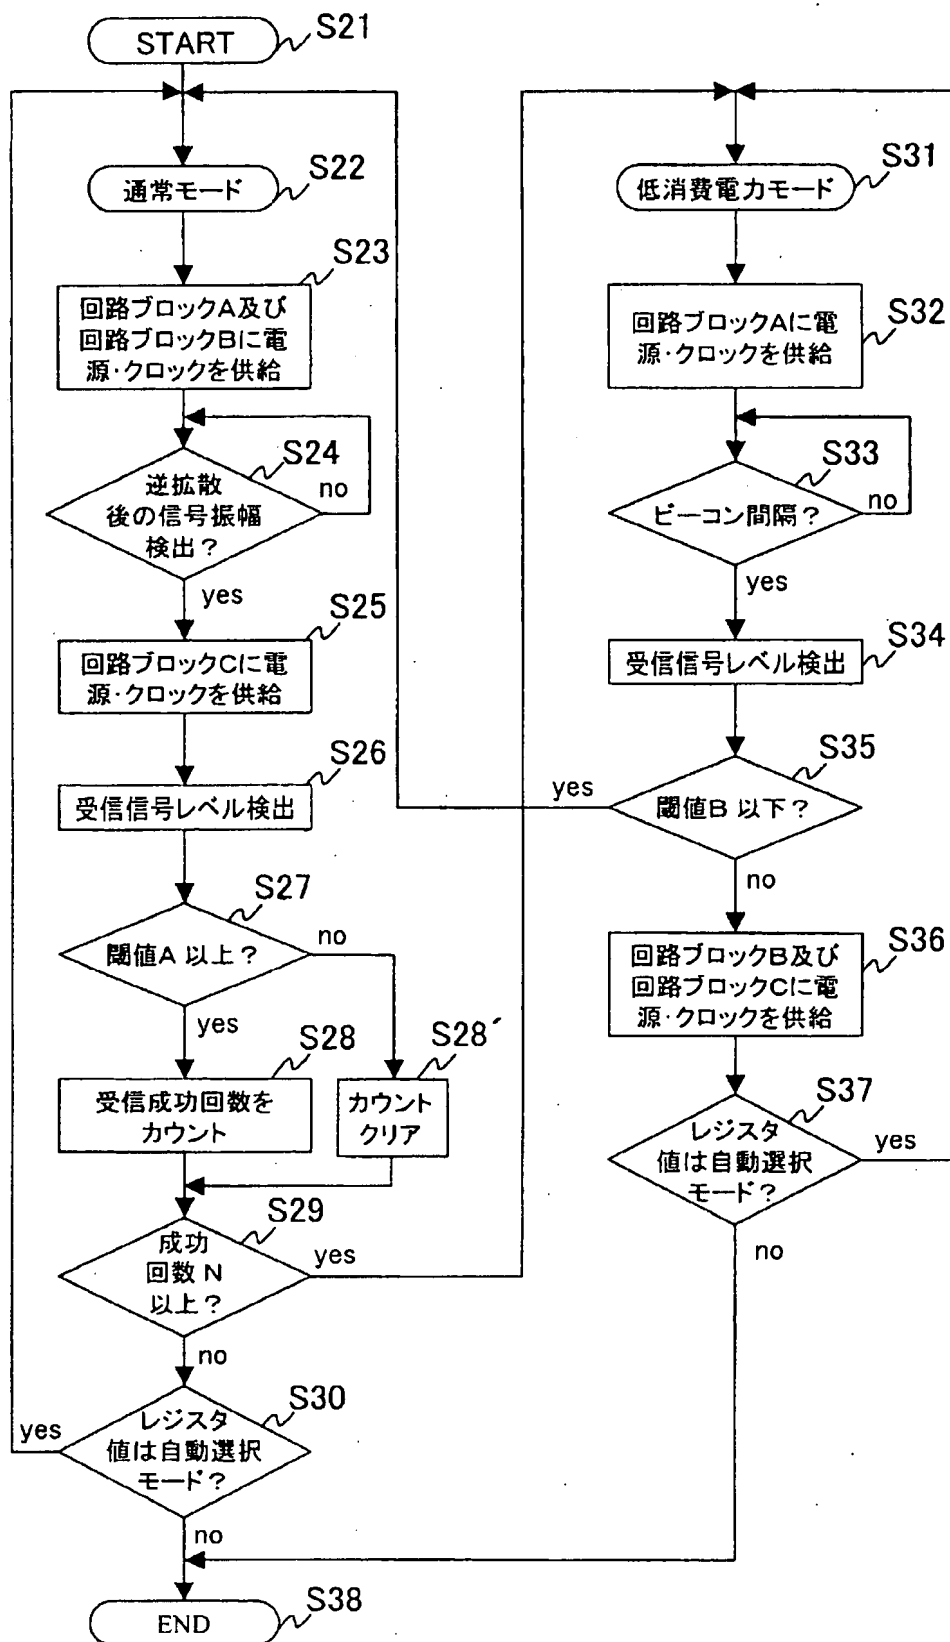 START
S21
通常モード
S22
回路ブロックA及び
回路ブロックBに電
源・クロックを供給
S23
逆拡散
後の信号振幅
検出?
S24
no
yes
回路ブロックCに電
源・クロックを供給
S25
受信信号レベル検出
S26
閾値A 以上?
S27
no
yes
受信成功回数を
カウント
S28
カウント
クリア
S28´
成功
回数 N
以上?
S29
yes
no
レジスタ
値は自動選択
モード?
S30
yes
no
END
S38
低消費電力モード
S31
回路ブロックAに電
源・クロックを供給
S32
ビーコン間隔?
S33
no
yes
受信信号レベル検出
S34
閾値B 以下?
S35
yes
no
回路ブロックB及び
回路ブロックCに電
源・クロックを供給
S36
レジスタ
値は自動選択
モード?
S37
yes
no